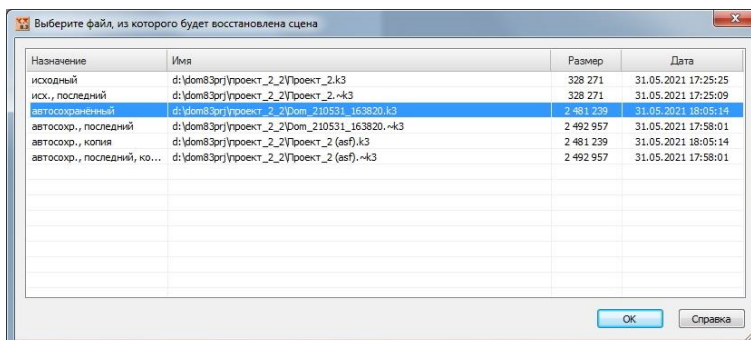 Выберите файл, из которого будет восстановлена сцена
Назначение Имя Размер Дата
исходный d:\dom83prj\проект_2_2\Проект_2.k3 328 271 31.05.2021 17:25:25
исх., последний d:\dom83prj\проект_2_2\Проект_2.~k3 328 271 31.05.2021 17:25:09
автосохранённый d:\dom83prj\проект_2_2\Dom_210531_163820.k3 2 481 239 31.05.2021 18:05:14
автосохр., последний d:\dom83prj\проект_2_2\Dom_210531_163820.~k3 2 492 957 31.05.2021 17:58:01
автосохр., копия d:\dom83prj\проект_2_2\Проект_2 (asf).k3 2 481 239 31.05.2021 18:05:14
автосохр., последний, ко... d:\dom83prj\проект_2_2\Проект_2 (asf).~k3 2 492 957 31.05.2021 17:58:01
OK Справка